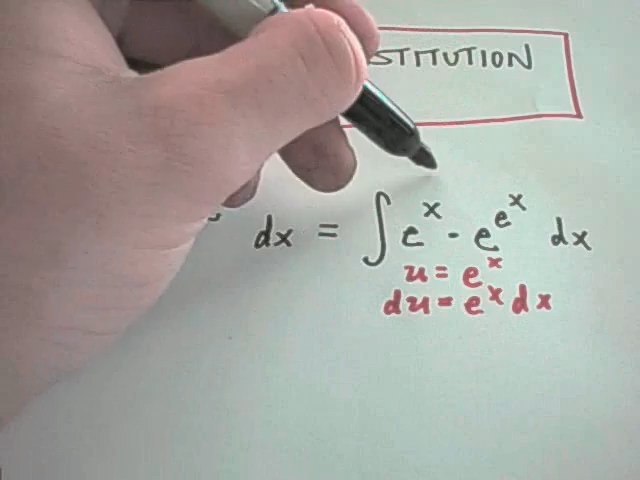 STITUTION
dx = ∫ e^x - e^e^x dx
u = e^x
du = e^x dx